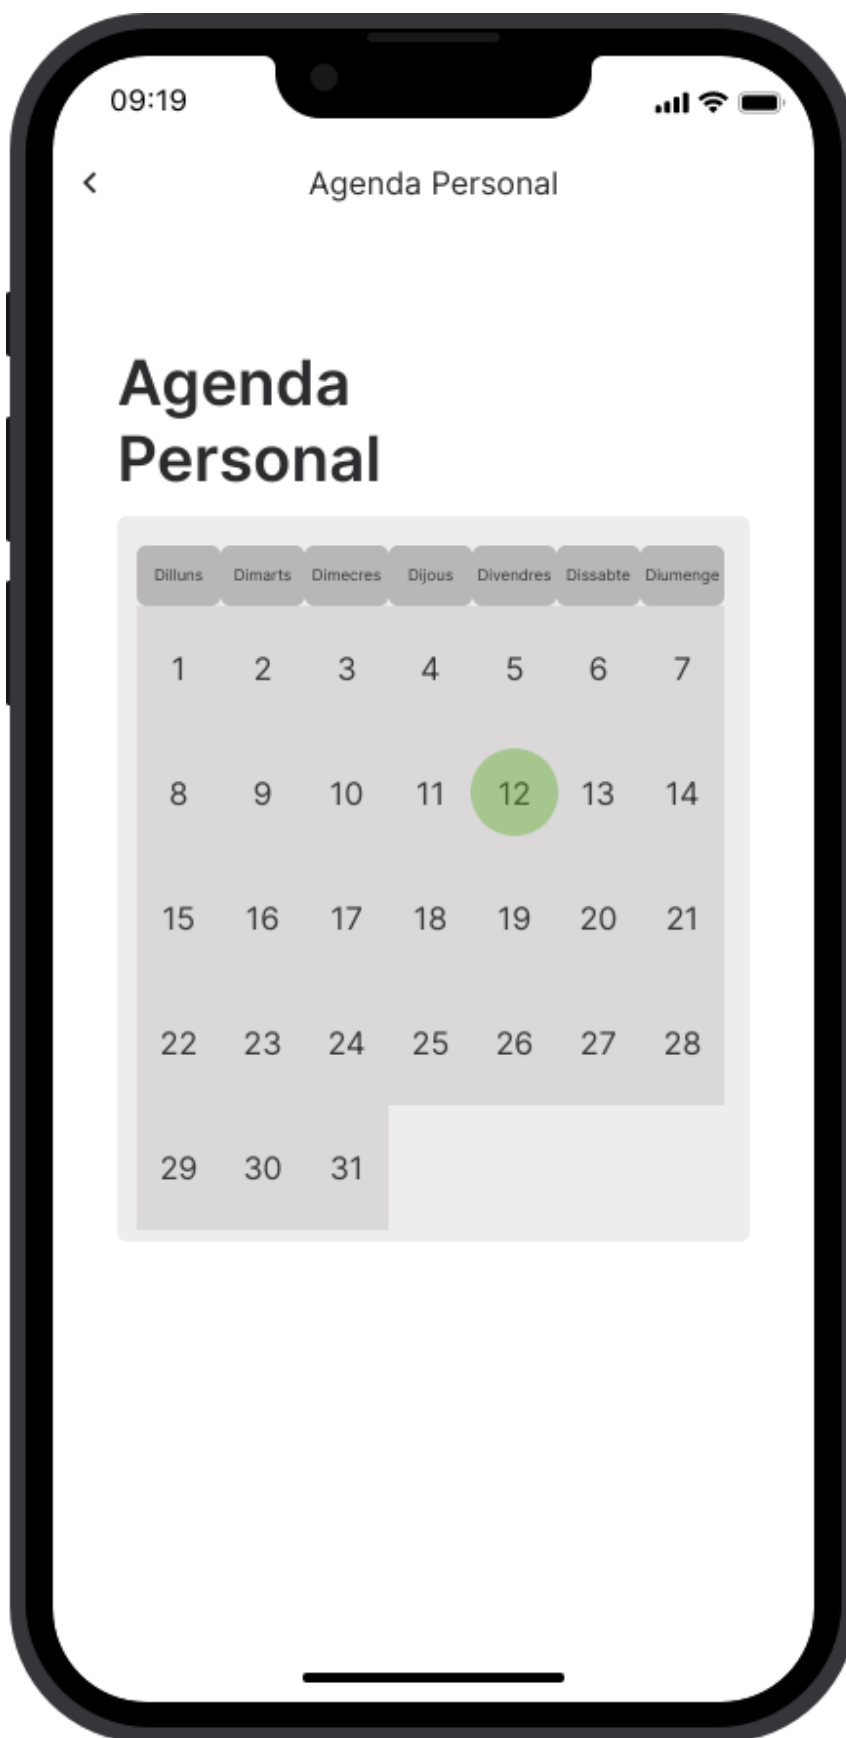 09:19
Agenda Personal
Agenda
Personal
Dilluns Dimarts Dimecres Dijous Divendres Dissabte Diumenge
1 2 3 4 5 6 7
8 9 10 11 12 13 14
15 16 17 18 19 20 21
22 23 24 25 26 27 28
29 30 31